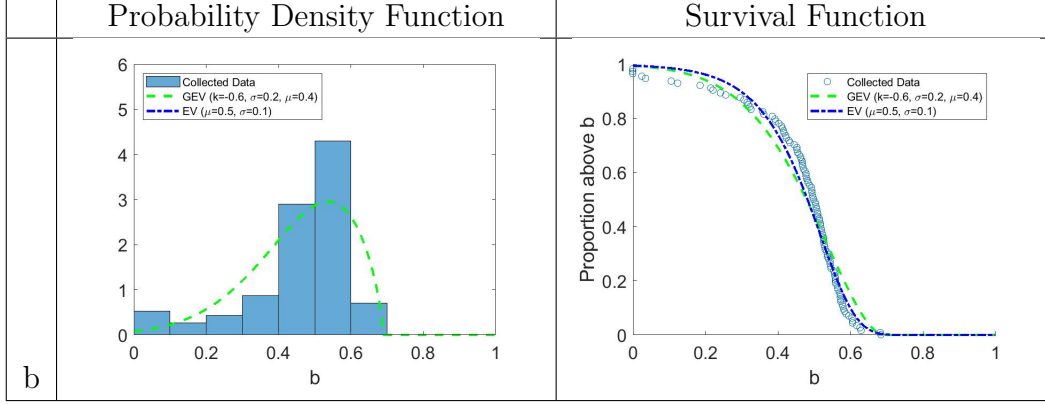 Probability Density Function
Survival Function
b
6
5
4
3
2
1
0
0
0.2
0.4
0.6
0.8
1
b
Collected Data
GEV (k=-0.6, σ=0.2, μ=0.4)
EV (μ=0.5, σ=0.1)
Proportion above b
1
0.8
0.6
0.4
0.2
0
0
0.2
0.4
0.6
0.8
1
b
Collected Data
GEV (k=-0.6, σ=0.2, μ=0.4)
EV (μ=0.5, σ=0.1)